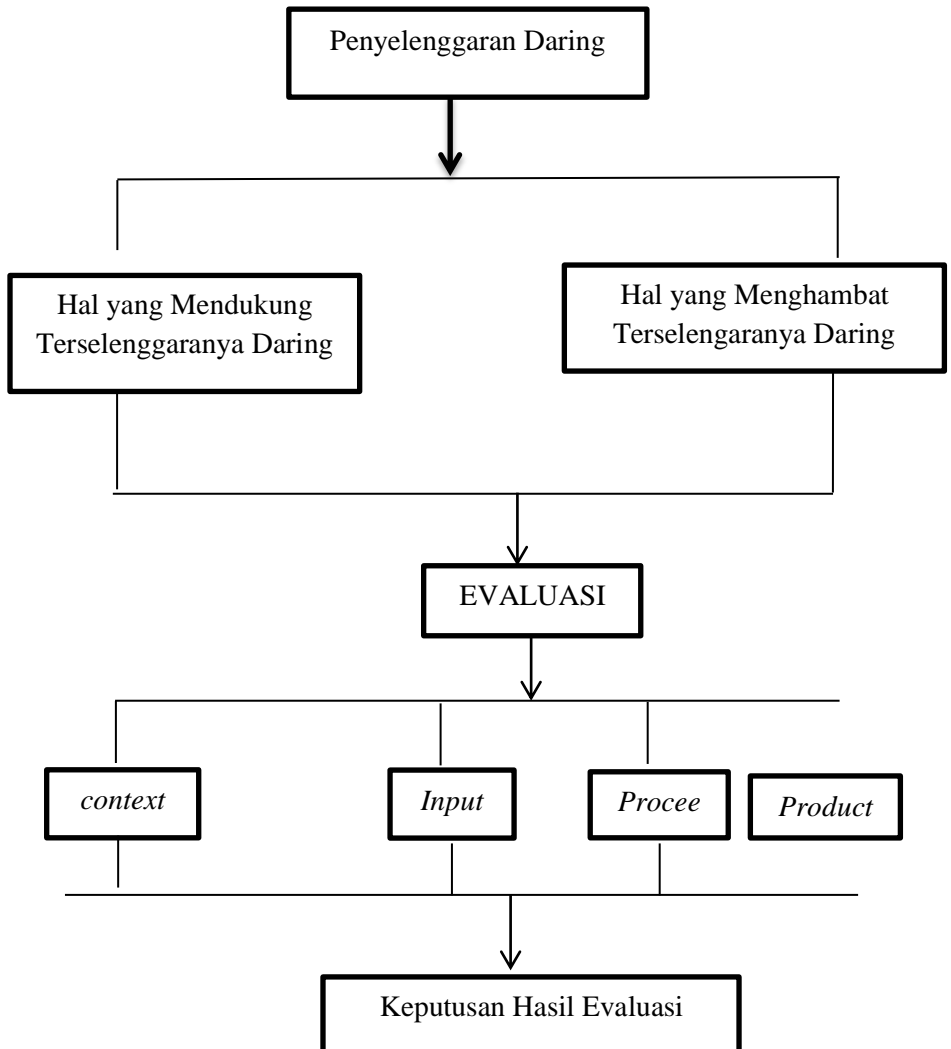 Penyelenggaran Daring
Hal yang Mendukung
Terselenggaranya Daring
Hal yang Menghambat
Terselengaranya Daring
EVALUASI
context
Input
Procee
Product
Keputusan Hasil Evaluasi